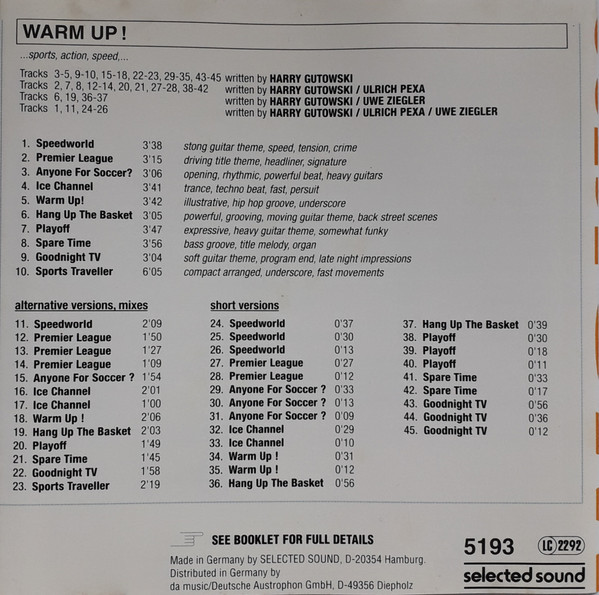 WARM UP!
...sports, action, speed,...
Tracks 3-5, 9-10, 15-18, 22-23, 29-35, 43-45 written by HARRY GUTOWSKI
Tracks 2, 7, 8, 12-14, 20, 21, 27-28, 38-42 written by HARRY GUTOWSKI / ULRICH PEXA
Tracks 6, 19, 36-37 written by HARRY GUTOWSKI / UWE ZIEGLER
Tracks 1, 11, 24-26 written by HARRY GUTOWSKI / ULRICH PEXA / UWE ZIEGLER
1. Speedworld 3'38 stong guitar theme, speed, tension, crime
2. Premier League 3'15 driving title theme, headliner, signature
3. Anyone For Soccer? 3'06 opening, rhythmic, powerful beat, heavy guitars
4. Ice Channel 3'41 trance, techno beat, fast, persuit
5. Warm Up! 3'42 illustrative, hip hop groove, underscore
6. Hang Up The Basket 3'05 powerful, grooving, moving guitar theme, back street scenes
7. Playoff 3'47 expressive, heavy guitar theme, somewhat funky
8. Spare Time 3'56 bass groove, title melody, organ
9. Goodnight TV 3'04 soft guitar theme, program end, late night impressions
10. Sports Traveller 6'05 compact arranged, underscore, fast movements
alternative versions, mixes
11. Speedworld 2'09
12. Premier League 1'50
13. Premier League 1'27
14. Premier League 1'09
15. Anyone For Soccer ? 1'54
16. Ice Channel 2'01
17. Ice Channel 1'00
18. Warm Up ! 2'06
19. Hang Up The Basket 2'03
20. Playoff 1'49
21. Spare Time 1'45
22. Goodnight TV 1'58
23. Sports Traveller 2'19
short versions
24. Speedworld 0'37
25. Speedworld 0'30
26. Speedworld 0'13
27. Premier League 0'27
28. Premier League 0'12
29. Anyone For Soccer ? 0'33
30. Anyone For Soccer ? 0'13
31. Anyone For Soccer ? 0'09
32. Ice Channel 0'29
33. Ice Channel 0'10
34. Warm Up ! 0'31
35. Warm Up ! 0'12
36. Hang Up The Basket 0'56
37. Hang Up The Basket 0'39
38. Playoff 0'30
39. Playoff 0'18
40. Playoff 0'11
41. Spare Time 0'33
42. Spare Time 0'17
43. Goodnight TV 0'56
44. Goodnight TV 0'36
45. Goodnight TV 0'12
SEE BOOKLET FOR FULL DETAILS
Made in Germany by SELECTED SOUND, D-20354 Hamburg.
Distributed in Germany by
da music/Deutsche Austrophon GmbH, D-49356 Diepholz
5193 LC 2292
selected sound